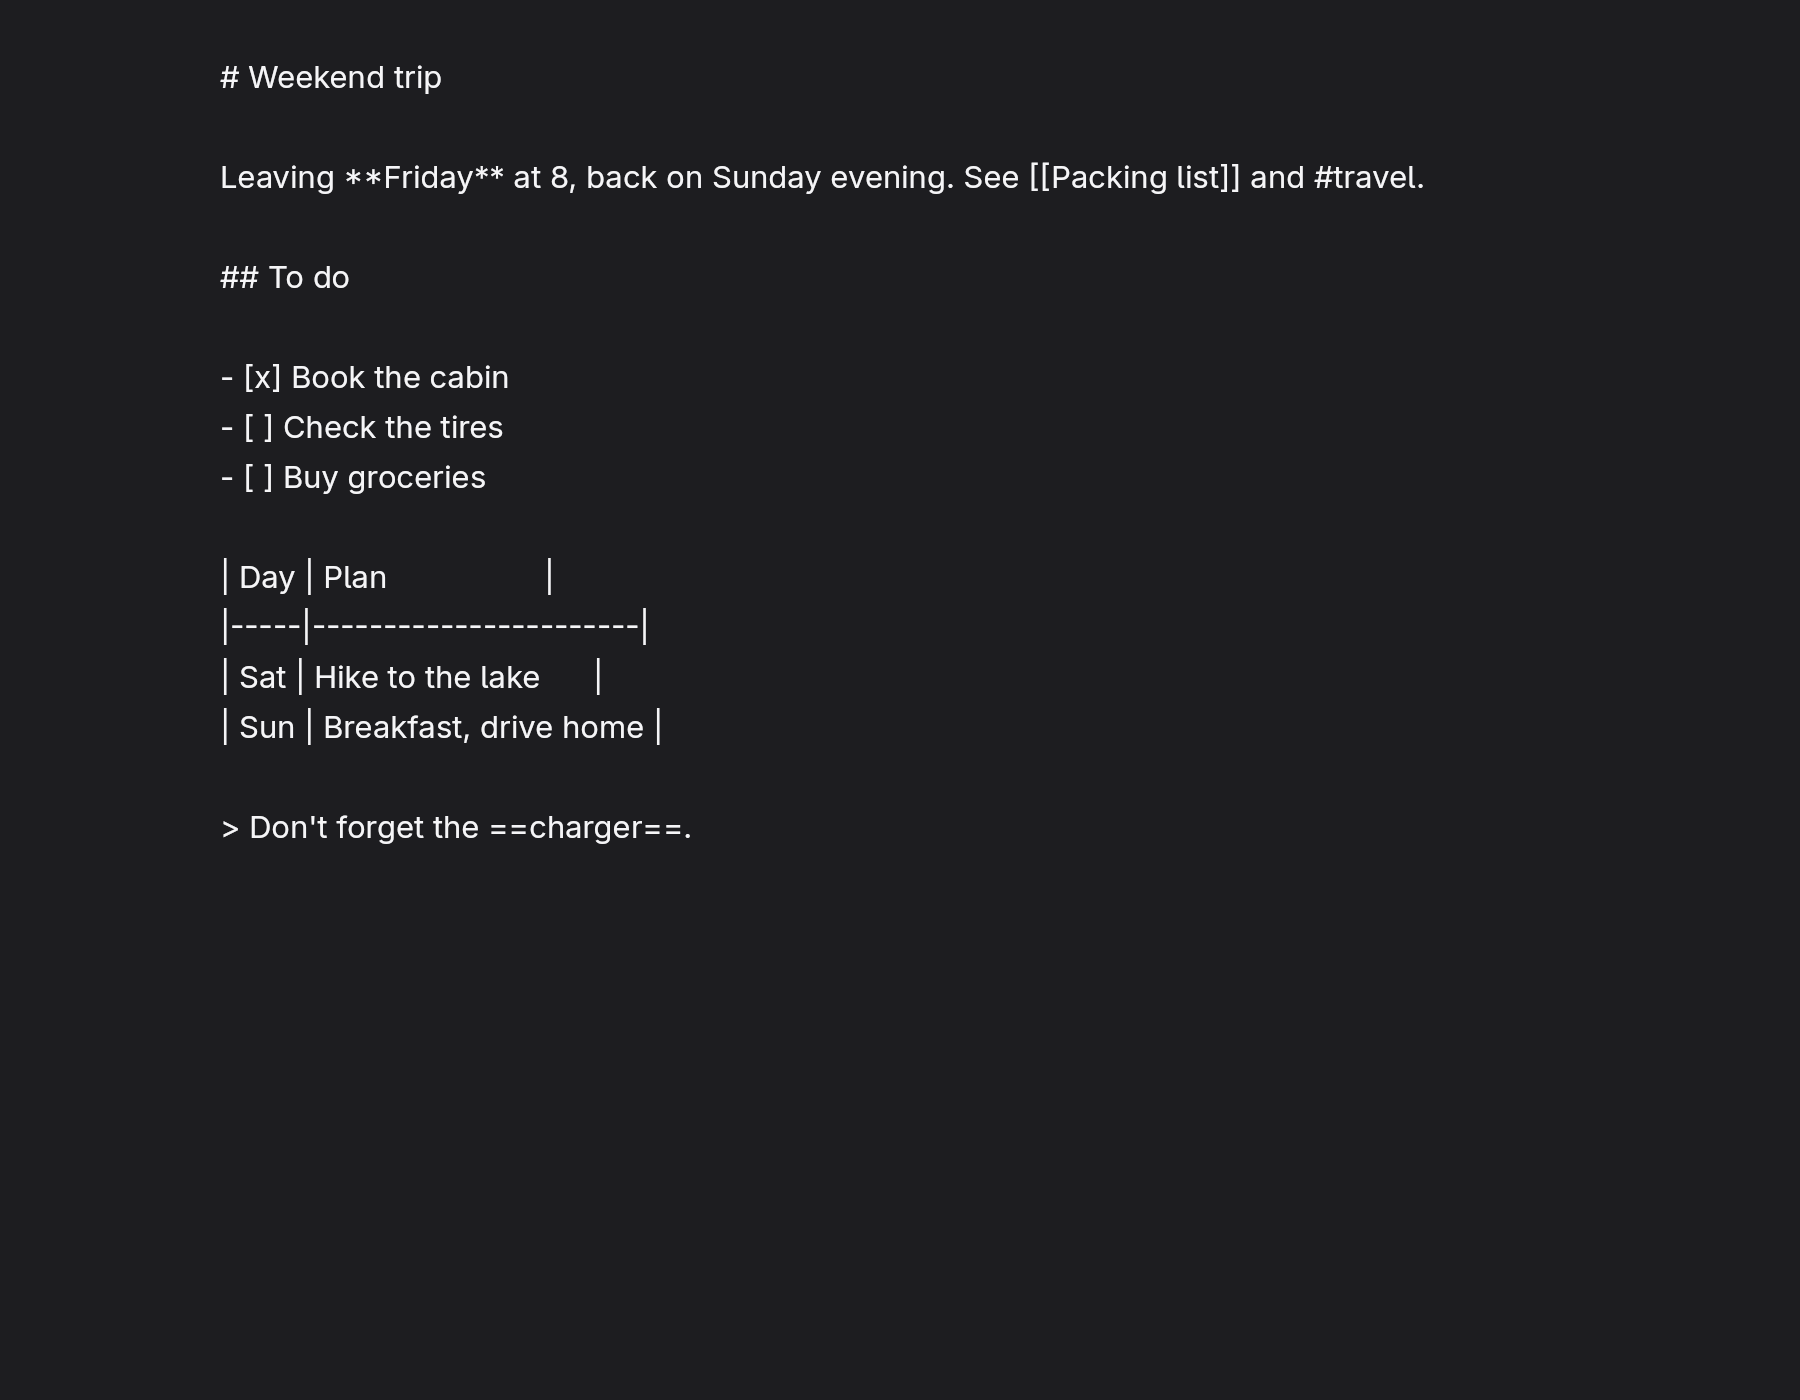 # Weekend trip

Leaving **Friday** at 8, back on Sunday evening. See [[Packing list]] and #travel.

## To do

- [x] Book the cabin
- [ ] Check the tires
- [ ] Buy groceries

| Day | Plan                  |
|-----|-----------------------|
| Sat | Hike to the lake      |
| Sun | Breakfast, drive home |

> Don't forget the ==charger==.